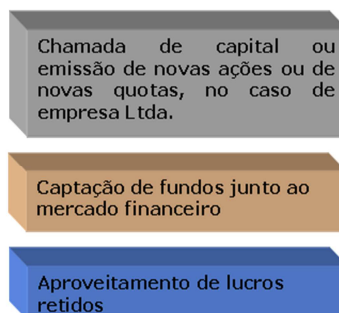 Chamada de capital ou
emissão de novas ações ou de
novas quotas, no caso de
empresa Ltda.
Captação de fundos junto ao
mercado financeiro
Aproveitamento de lucros
retidos